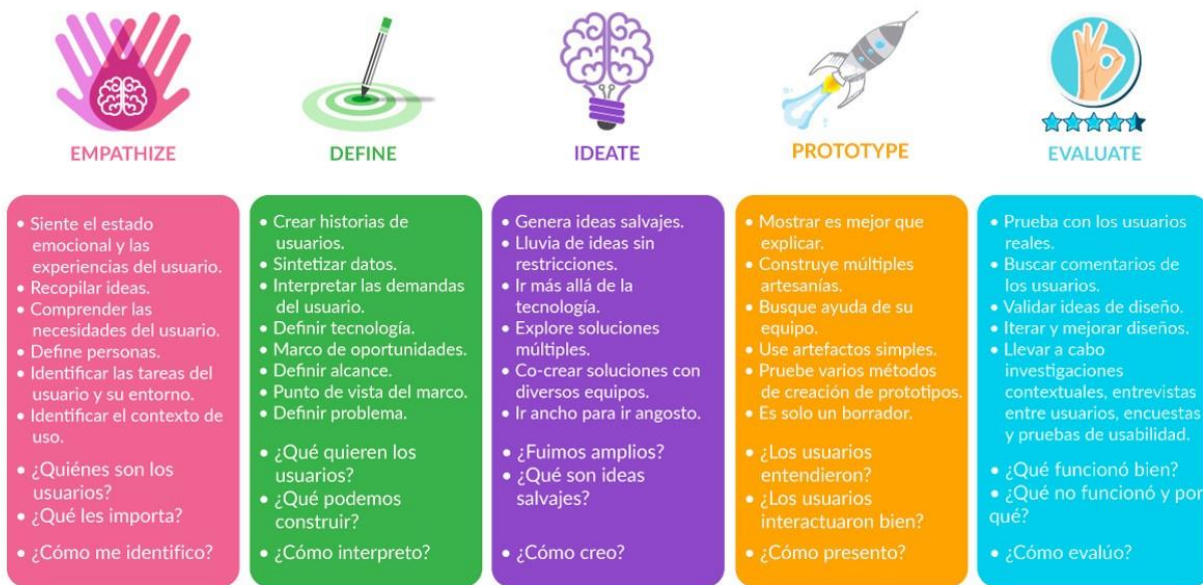 EMPATHIZE
DEFINE
IDEATE
PROTOTYPE
EVALUATE
• Siente el estado
emocional y las
experiencias del usuario.
• Recopilar ideas.
• Comprender las
necesidades del usuario.
• Define personas.
• Identificar las tareas del
usuario y su entorno.
• Identificar el contexto de
uso.
• ¿Quiénes son los
usuarios?
• ¿Qué les importa?
• ¿Cómo me identifico?
• Crear historias de
usuarios.
• Sintetizar datos.
• Interpretar las demandas
del usuario.
• Definir tecnología.
• Marco de oportunidades.
• Definir alcance.
• Punto de vista del marco.
• Definir problema.
• ¿Qué quieren los
usuarios?
• ¿Qué podemos
construir?
• ¿Cómo interpreto?
• Genera ideas salvajes.
• Lluvia de ideas sin
restricciones.
• Ir más allá de la
tecnología.
• Explore soluciones
múltiples.
• Co-crear soluciones con
diversos equipos.
• Ir ancho para ir angosto.
• ¿Fuimos amplios?
• ¿Qué son ideas
salvajes?
• ¿Cómo creo?
• Mostrar es mejor que
explicar.
• Construye múltiples
artesanías.
• Busque ayuda de su
equipo.
• Use artefactos simples.
• Pruebe varios métodos
de creación de prototipos.
• Es solo un borrador.
• ¿Los usuarios
entendieron?
• ¿Los usuarios
interactuaron bien?
• ¿Cómo presento?
• Prueba con los usuarios
reales.
• Buscar comentarios de
los usuarios.
• Validar ideas de diseño.
• Iterar y mejorar diseños.
• Llevar a cabo
investigaciones
contextuales, entrevistas
entre usuarios, encuestas
y pruebas de usabilidad.
• ¿Qué funcionó bien?
• ¿Qué no funcionó y por
qué?
• ¿Cómo evalúo?